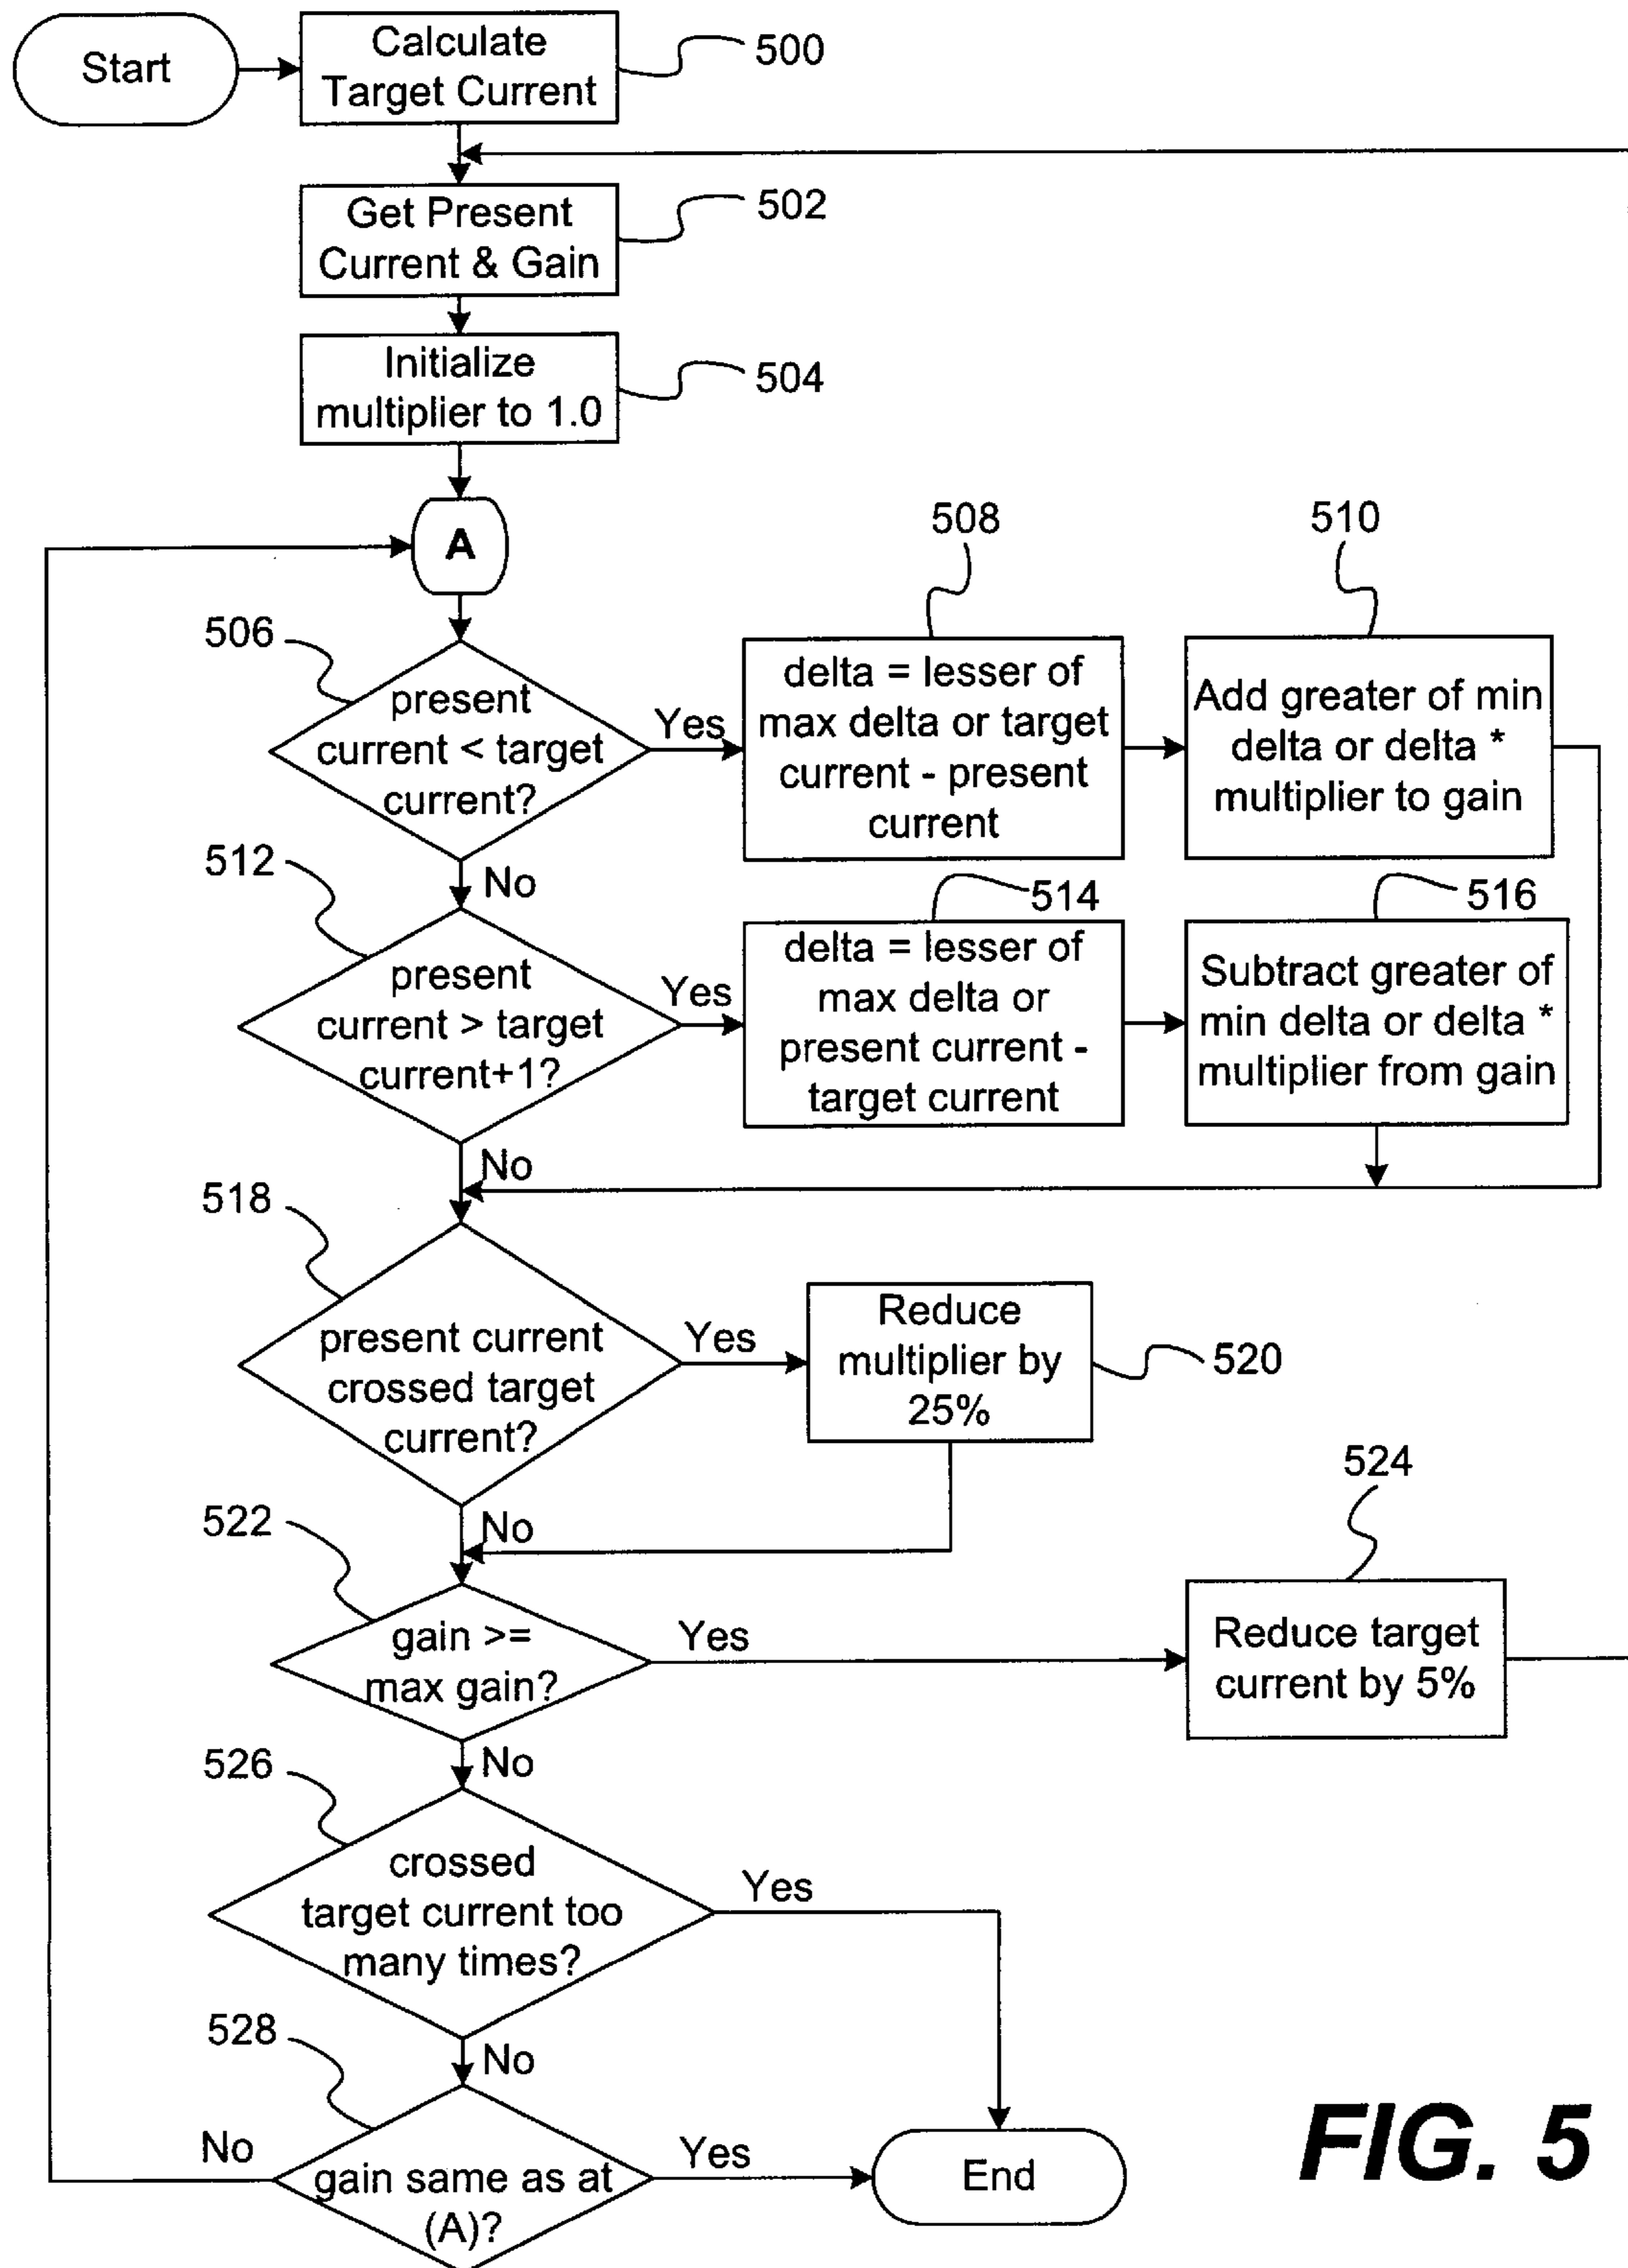 Start
Calculate
Target Current
500
Get Present
Current & Gain
502
Initialize
multiplier to 1.0
504
A
506
present
current < target
current?
Yes
508
delta = lesser of
max delta or target
current - present
current
510
Add greater of min
delta or delta *
multiplier to gain
No
512
present
current > target
current+1?
Yes
514
delta = lesser of
max delta or
present current -
target current
516
Subtract greater of
min delta or delta *
multiplier from gain
No
518
present current
crossed target
current?
Yes
Reduce
multiplier by
25%
520
No
522
gain >=
max gain?
Yes
524
Reduce target
current by 5%
No
526
crossed
target current too
many times?
Yes
No
528
gain same as at
(A)?
No
Yes
End
FIG. 5